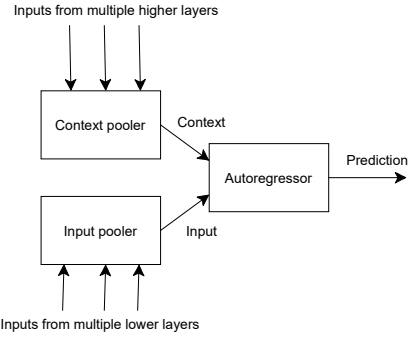 Inputs from multiple higher layers
Context pooler
Context
Prediction
Autoregressor
Input pooler
Input
Inputs from multiple lower layers